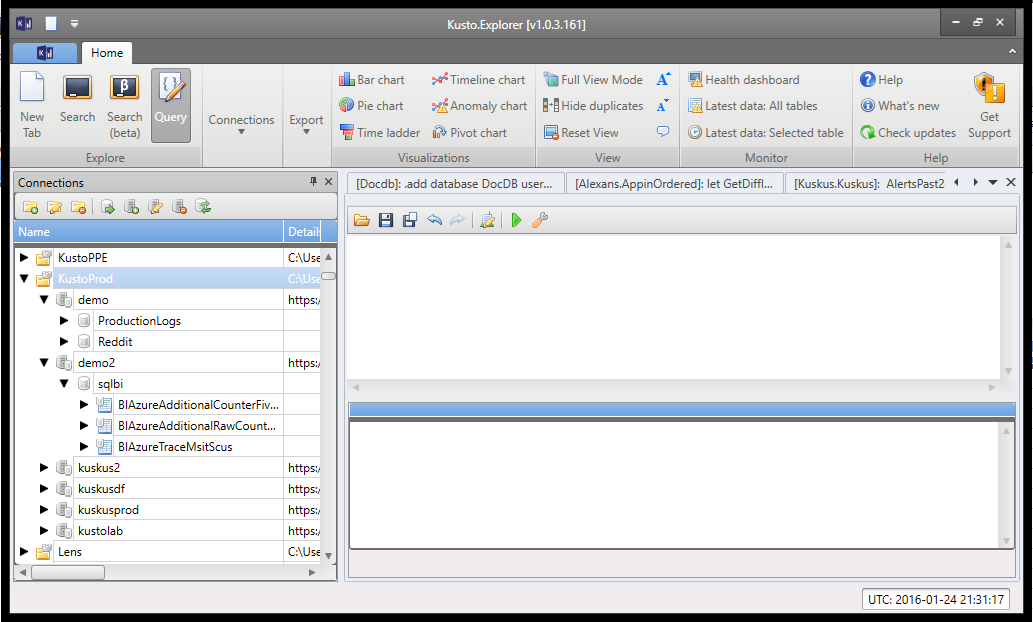 Kusto.Explorer [v1.0.3.161]
Home
New Tab
Search
Search (beta)
Query
Explore
Connections
Export
Bar chart
Pie chart
Time ladder
Timeline chart
Anomaly chart
Pivot chart
Visualizations
Full View Mode
Hide duplicates
Reset View
A
A
View
Health dashboard
Latest data: All tables
Latest data: Selected table
Monitor
Help
What's new
Check updates
Get Support
Help
Connections
[Docdb]: .add database DocDB user...
[Alexans.AppinOrdered]: let GetDiffl...
[Kuskus.Kuskus]: AlertsPast2
Name Details
KustoPPE C:\Use
KustoProd C:\Use
demo https:/
ProductionLogs
Reddit
demo2 https:/
sqlbi
BIAzureAdditionalCounterFiv...
BIAzureAdditionalRawCount...
BIAzureTraceMsitScus
kuskus2 https:/
kuskusdf https:/
kuskusprod https:/
kustolab https:/
Lens C:\Use
UTC: 2016-01-24 21:31:17